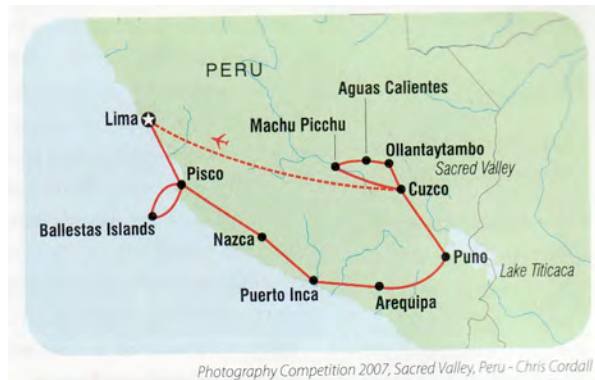 PERU
Aguas Calientes
Lima
Machu Picchu
Ollantaytambo
Sacred Valley
Pisco
Cuzco
Ballestas Islands
Nazca
Puno
Lake Titicaca
Puerto Inca
Arequipa
Photography Competition 2007, Sacred Valley, Peru - Chris Cordall